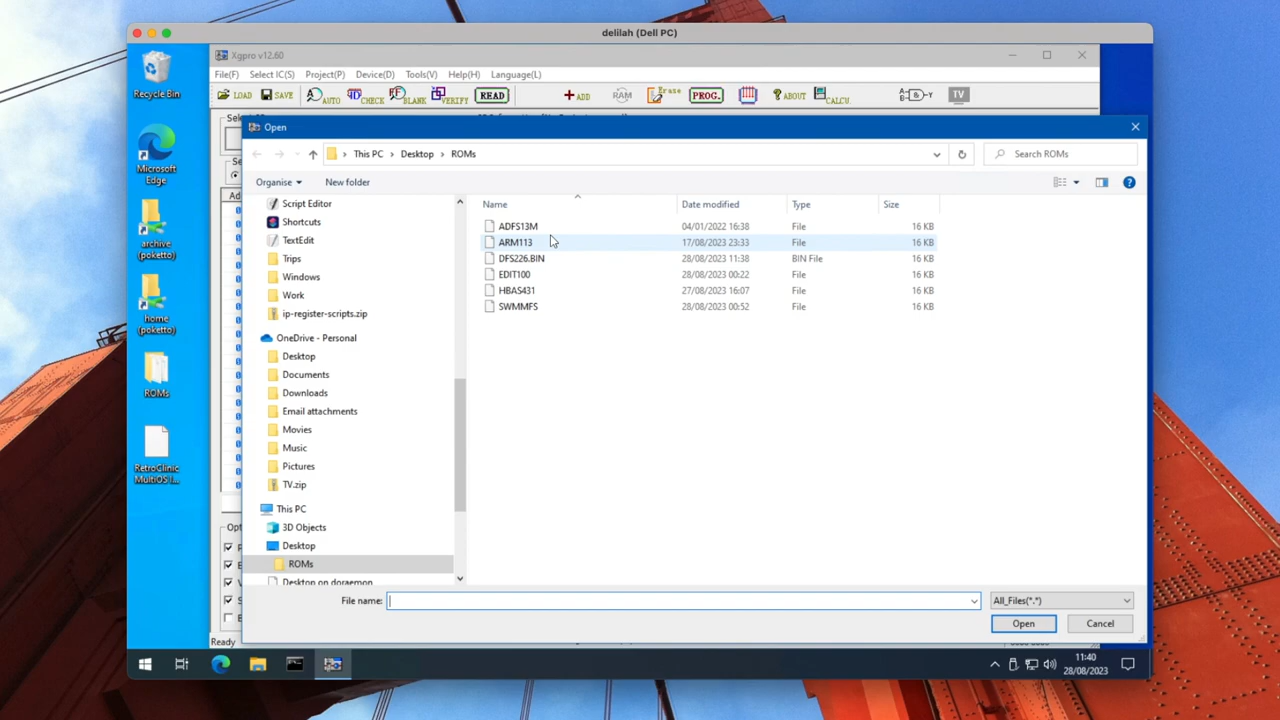 delilah (Dell PC)
Recycle Bin
Xgpro v12.60
File(F) Select IC(S) Project(P) Device(D) Tools(V) Help(H) Language(L)
LOAD SAVE AUTO CHECK BLANK VERIFY READ ADD RAM Erase PROG. ABOUT CALCU. TV
Microsoft
Edge
archive
(poketto)
home
(poketto)
ROMs
RetroClinic
MultiOS I...
Open
This PC > Desktop > ROMs
Search ROMs
Organise New folder
Script Editor
Shortcuts
TextEdit
Trips
Windows
Work
ip-register-scripts.zip
OneDrive - Personal
Desktop
Documents
Downloads
Email attachments
Movies
Music
Pictures
TV.zip
This PC
3D Objects
Desktop
ROMs
Desktop on doraemon
Name Date modified Type Size
ADFS13M 04/01/2022 16:38 File 16 KB
ARM113 17/08/2023 23:33 File 16 KB
DFS226.BIN 28/08/2023 11:38 BIN File 16 KB
EDIT100 28/08/2023 00:22 File 16 KB
HBAS431 27/08/2023 16:07 File 16 KB
SWMMFS 28/08/2023 00:52 File 16 KB
File name: All_Files(*.*)
Open Cancel
Ready
11:40
28/08/2023